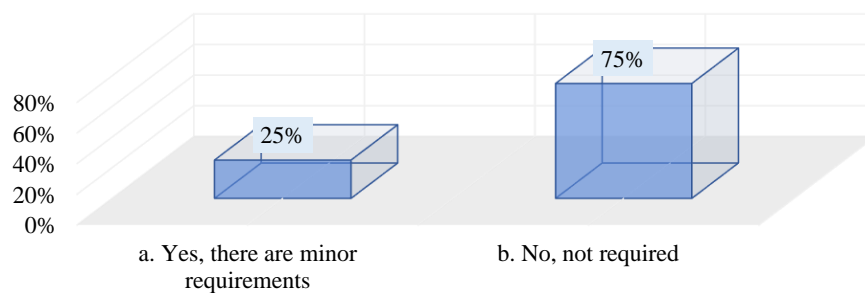 75%
80%
60%
25%
40%
20%
0%
a. Yes, there are minor
requirements
b. No, not required